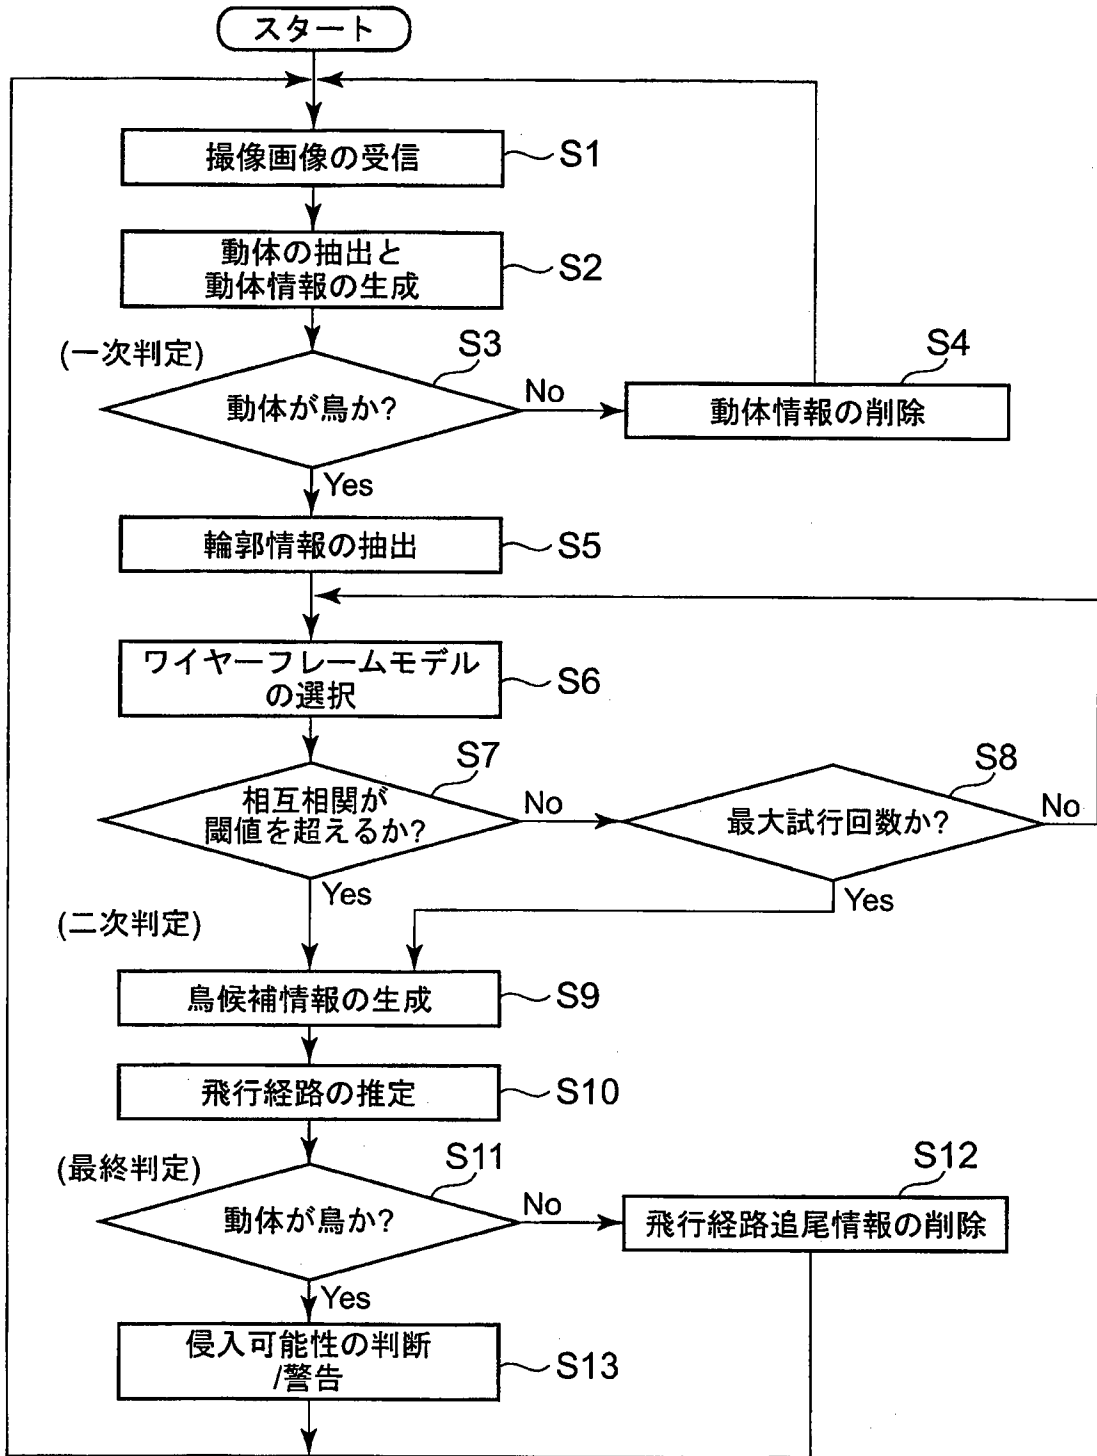 スタート
撮像画像の受信
S1
動体の抽出と
動体情報の生成
S2
(一次判定)
S3
動体が鳥か?
No
S4
動体情報の削除
Yes
輪郭情報の抽出
S5
ワイヤーフレームモデル
の選択
S6
S7
相互相関が
閾値を超えるか?
No
S8
最大試行回数か?
No
Yes
Yes
(二次判定)
鳥候補情報の生成
S9
飛行経路の推定
S10
(最終判定)
S11
動体が鳥か?
No
S12
飛行経路追尾情報の削除
Yes
侵入可能性の判断
/警告
S13